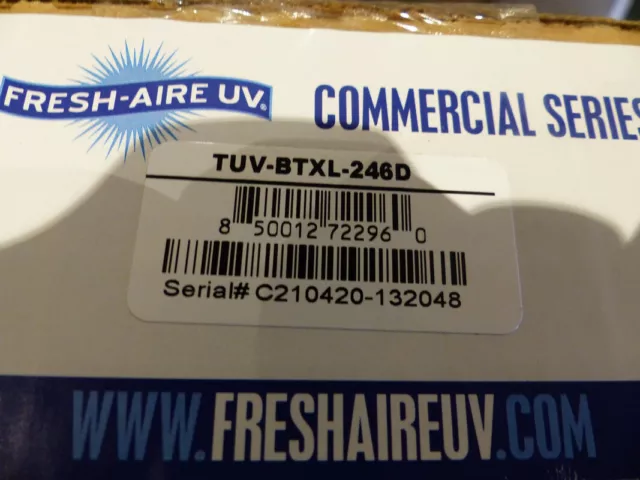 FRESH-AIRE UV®
COMMERCIAL SERIES
TUV-BTXL-246D
8 50012 72296 0
Serial# C210420-132048
WWW.FRESHAIREUV.COM